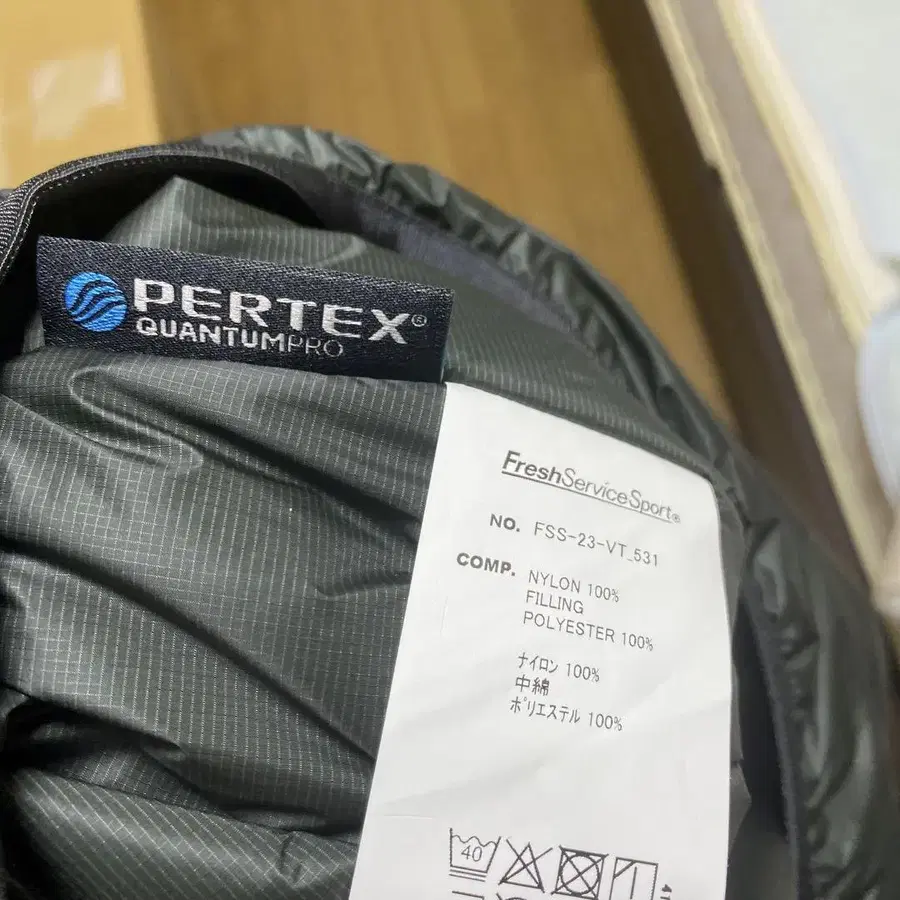 PERTEX®
QUANTUMPRO
FreshServiceSport®
NO. FSS-23-VT_531
COMP. NYLON 100%
FILLING
POLYESTER 100%
ナイロン 100%
中綿
ポリエステル 100%
40